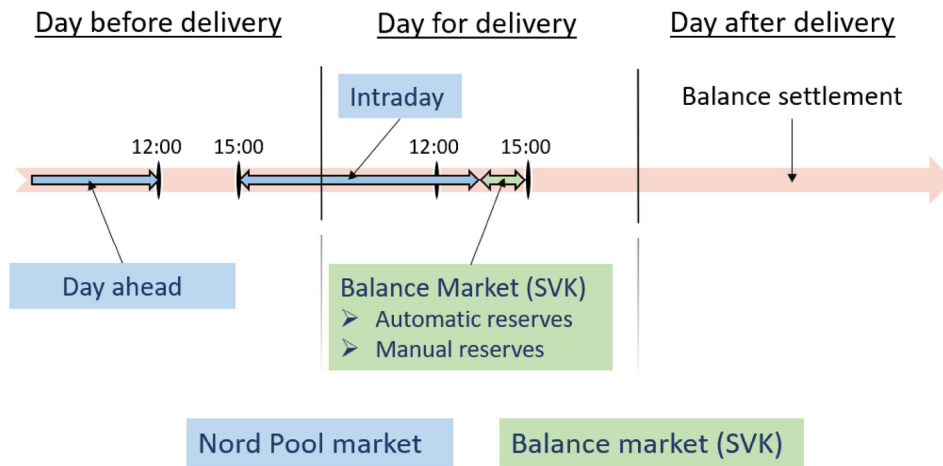 Day before delivery
Day for delivery
Day after delivery
Intraday
Balance settlement
12:00
15:00
12:00
15:00
Day ahead
Balance Market (SVK)
➢ Automatic reserves
➢ Manual reserves
Nord Pool market
Balance market (SVK)